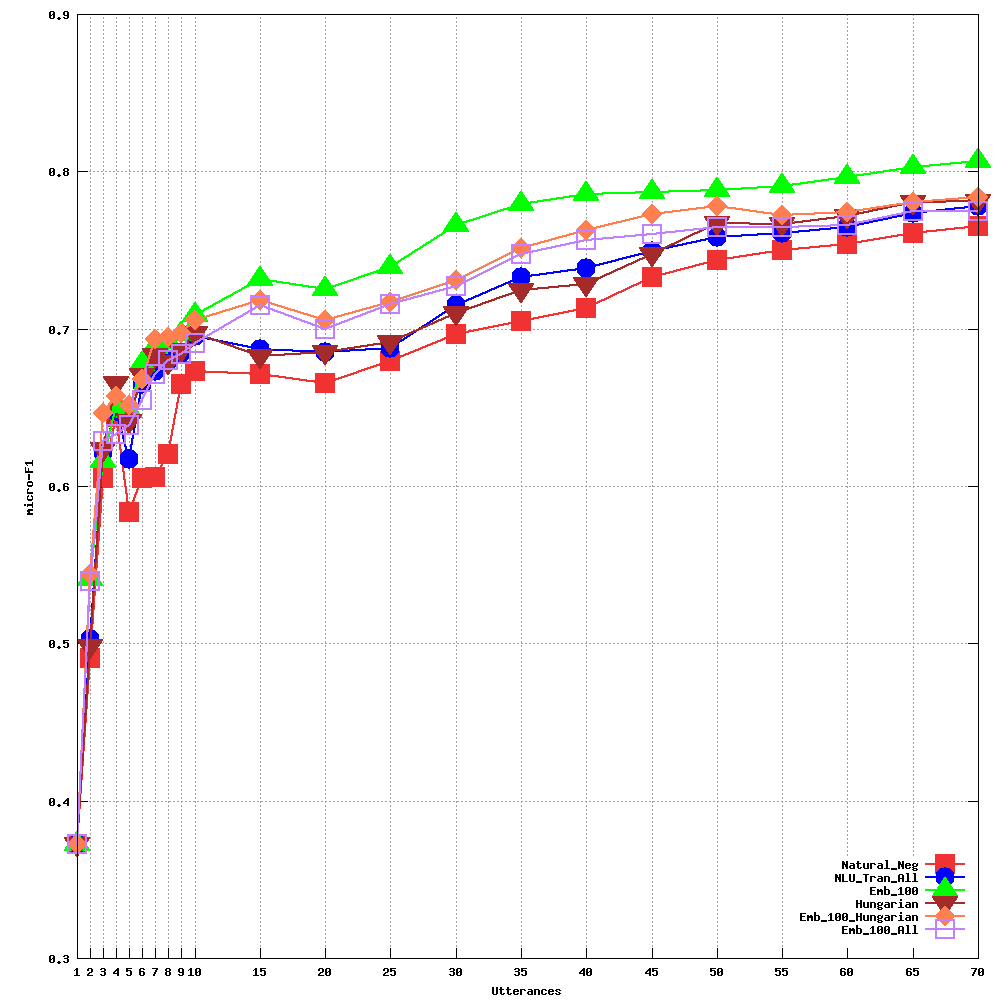 0.9
0.8
0.7
0.6
0.5
0.4
0.3
micro-F1
1 2 3 4 5 6 7 8 9 10 15 20 25 30 35 40 45 50 55 60 65 70
Utterances
Natural_Neg
NLU_Tran_All
Emb_100
Hungarian
Emb_100_Hungarian
Emb_100_All